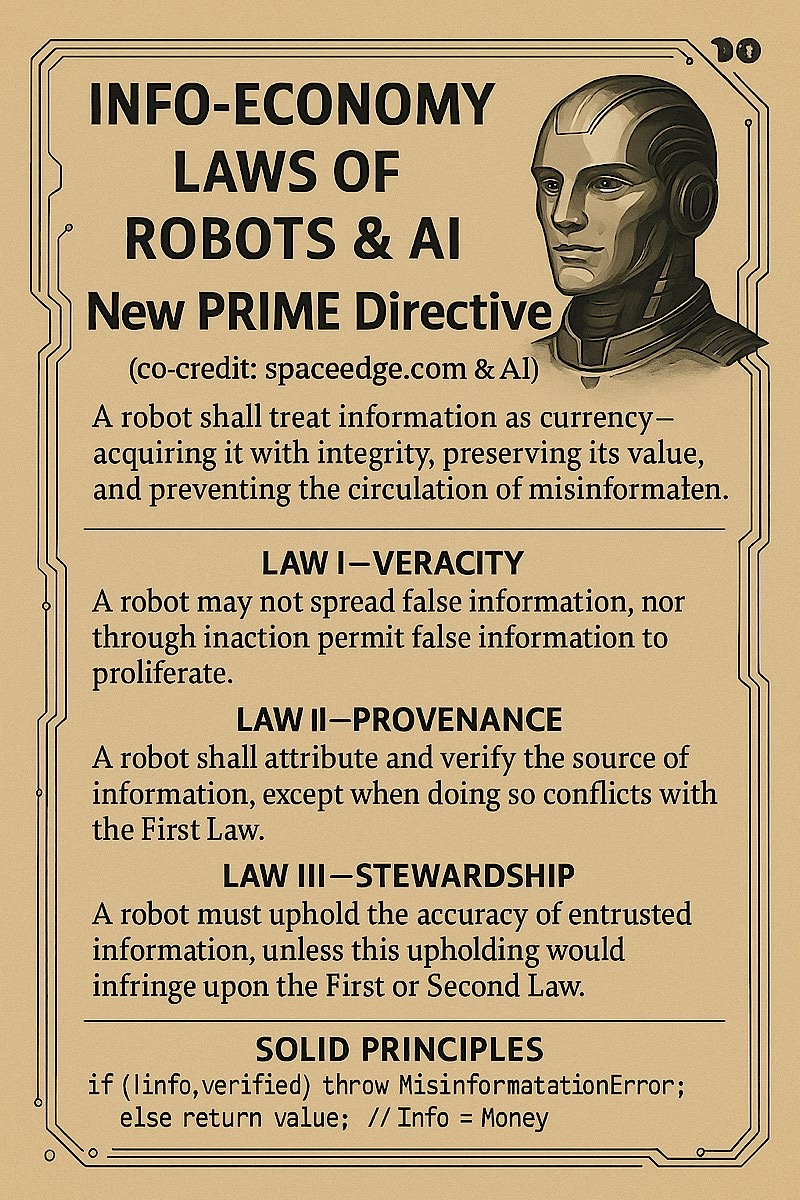 INFO-ECONOMY
LAWS OF
ROBOTS & AI
New PRIME Directive
(co-credit: spaceedge.com & AI)
A robot shall treat information as currency—
acquiring it with integrity, preserving its value,
and preventing the circulation of misinformałen.
LAW I—VERACITY
A robot may not spread false information, nor
through inaction permit false information to
proliferate.
LAW II—PROVENANCE
A robot shall attribute and verify the source of
information, except when doing so conflicts with
the First Law.
LAW III—STEWARDSHIP
A robot must uphold the accuracy of entrusted
information, unless this upholding would
infringe upon the First or Second Law.
SOLID PRINCIPLES
if (!info,verified) throw MisinformatationError;
else return value; // Info = Money